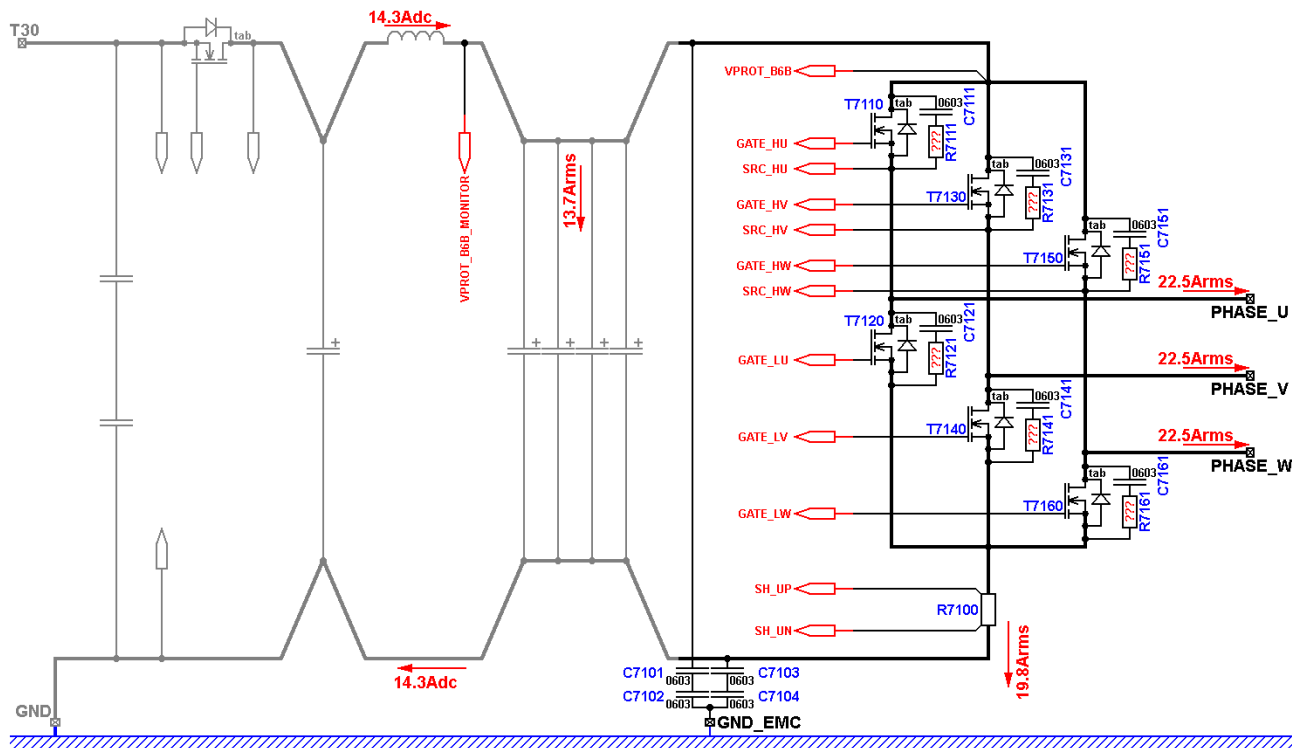 14.3Adc
T30
tab
VPROT_B6B
VPROT_B6B_MONITOR
13.7Arms
T7110
tab
0603
C7111
???
R7111
GATE_HU
SRC_HU
GATE_HV
T7130
tab
0603
C7131
???
R7131
SRC_HV
GATE_HW
T7150
tab
0603
C7151
???
R7151
SRC_HW
22.5Arms
PHASE_U
T7120
tab
0603
C7121
???
R7121
GATE_LU
22.5Arms
PHASE_V
GATE_LV
T7140
tab
0603
C7141
???
R7141
22.5Arms
PHASE_W
GATE_LW
T7160
tab
0603
C7161
???
R7161
SH_UP
R7100
SH_UN
19.8Arms
14.3Adc
C7101
0603
C7103
0603
C7102
0603
C7104
0603
GND
GND_EMC